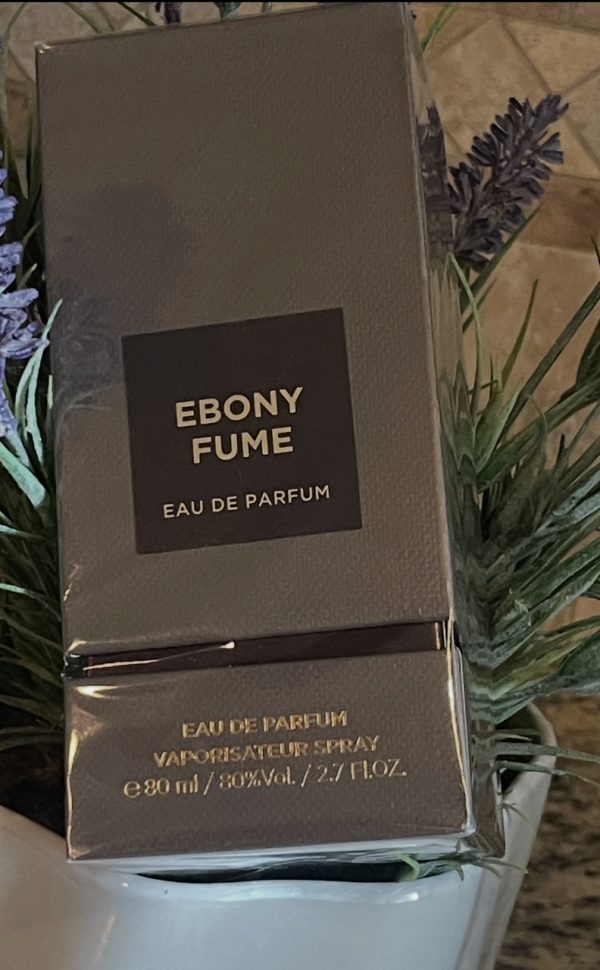 EBONY
FUME
EAU DE PARFUM
EAU DE PARFUM
VAPORISATEUR SPRAY
e 80 ml / 80%Vol. / 2.7 Fl.OZ.